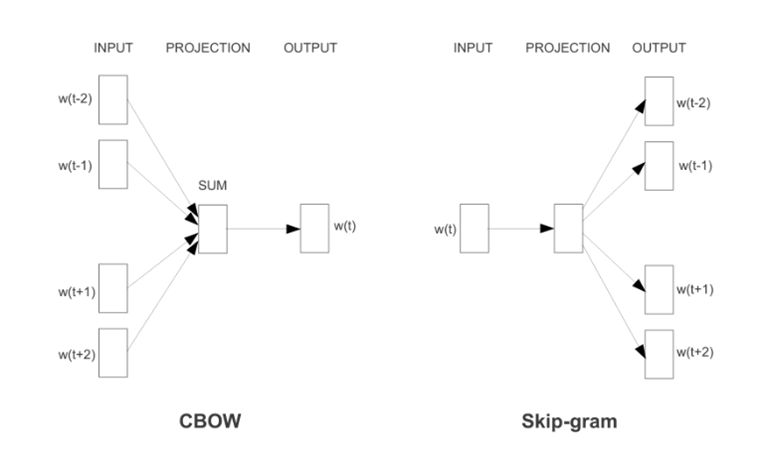 INPUT PROJECTION OUTPUT
w(t-2)
w(t-1)
SUM
w(t)
w(t+1)
w(t+2)
CBOW
INPUT PROJECTION OUTPUT
w(t-2)
w(t-1)
w(t)
w(t+1)
w(t+2)
Skip-gram